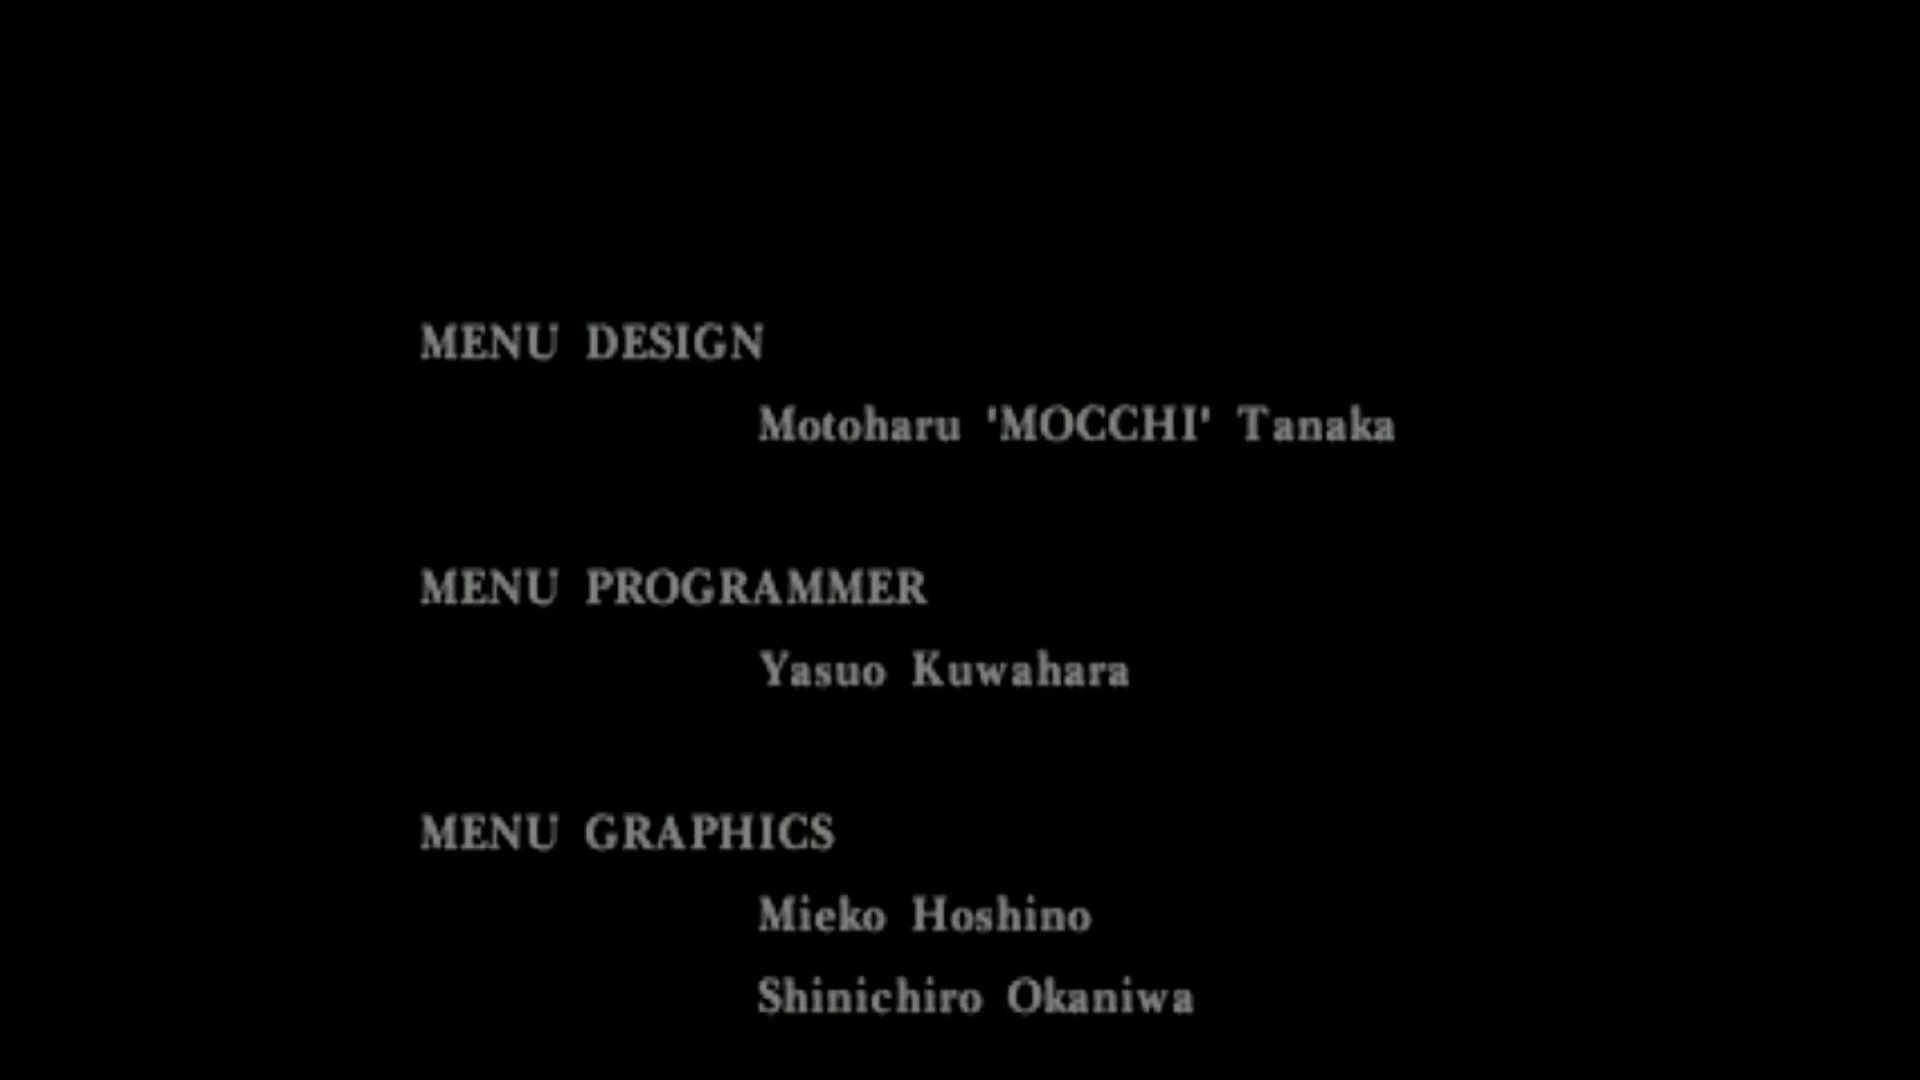 MENU DESIGN
Motoharu 'MOCCHI' Tanaka
MENU PROGRAMMER
Yasuo Kuwahara
MENU GRAPHICS
Mieko Hoshino
Shinichiro Okaniwa